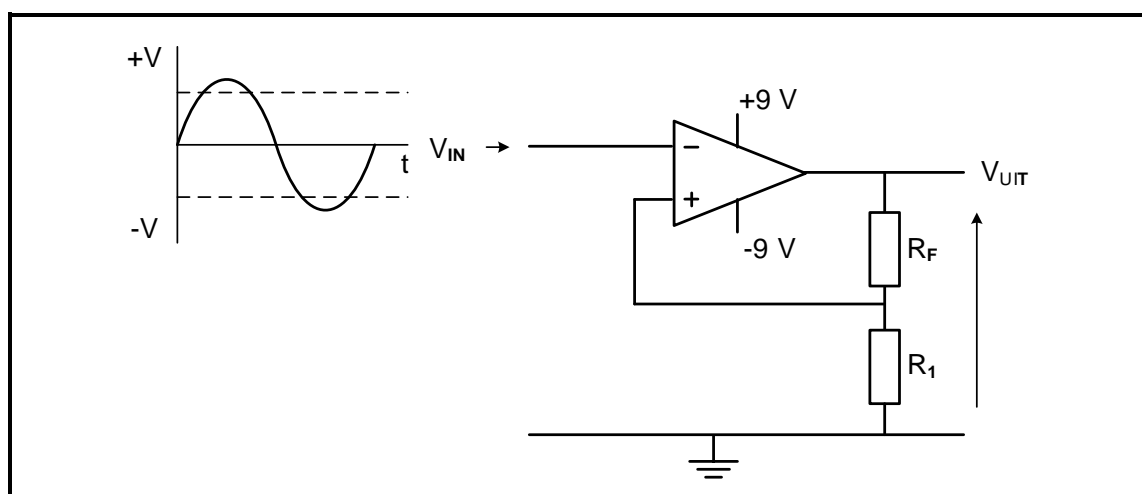 +V
t
-V
V_IN
+9 V
−
+
-9 V
V_UIT
R_F
R_1